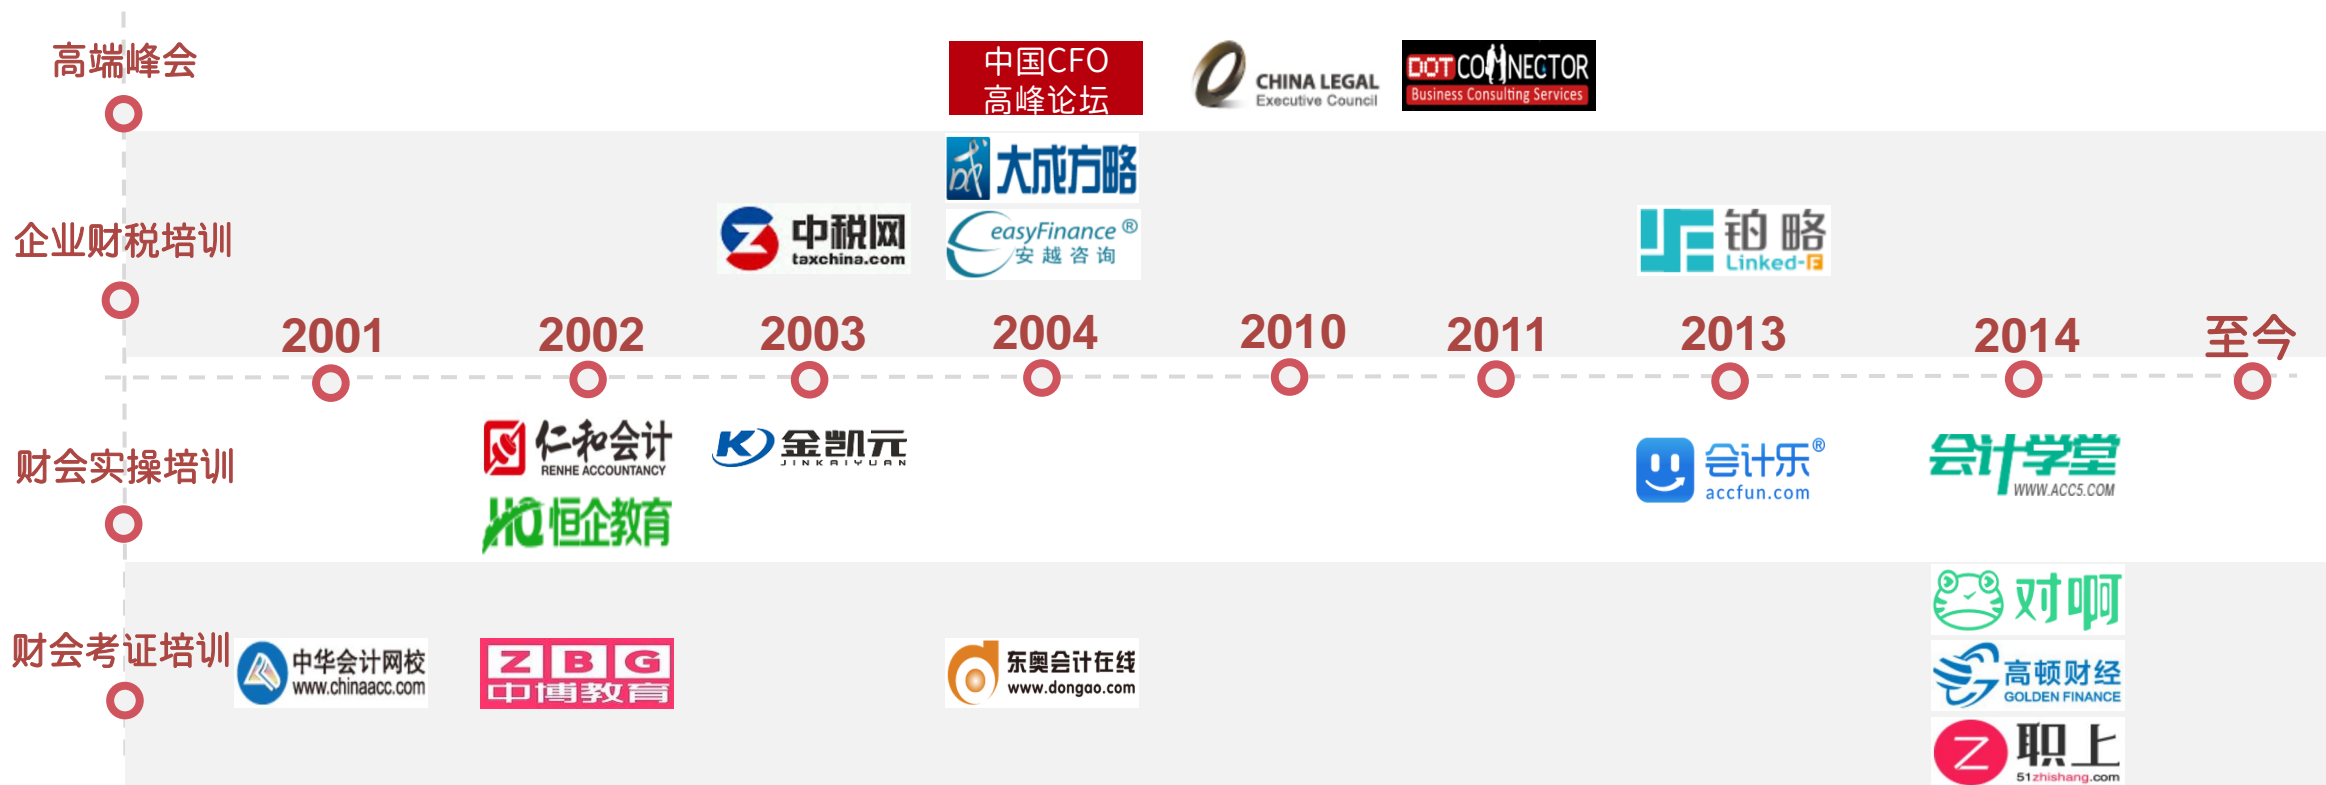 高端峰会
中国CFO
高峰论坛
CHINA LEGAL
Executive Council
DOTCONNECTOR
Business Consulting Services
企业财税培训
中税网
taxchina.com
大成方略
easyFinance®
安越咨询
铂略
Linked-F
2001
2002
2003
2004
2010
2011
2013
2014
至今
财会实操培训
仁和会计
RENHE ACCOUNTANCY
HQ恒企教育
K金凯元
JINKAIYUAN
会计乐®
accfun.com
会计学堂
WWW.ACC5.COM
财会考证培训
中华会计网校
www.chinaacc.com
ZBG
中博教育
东奥会计在线
www.dongao.com
对啊
高顿财经
GOLDEN FINANCE
职上
51zhishang.com